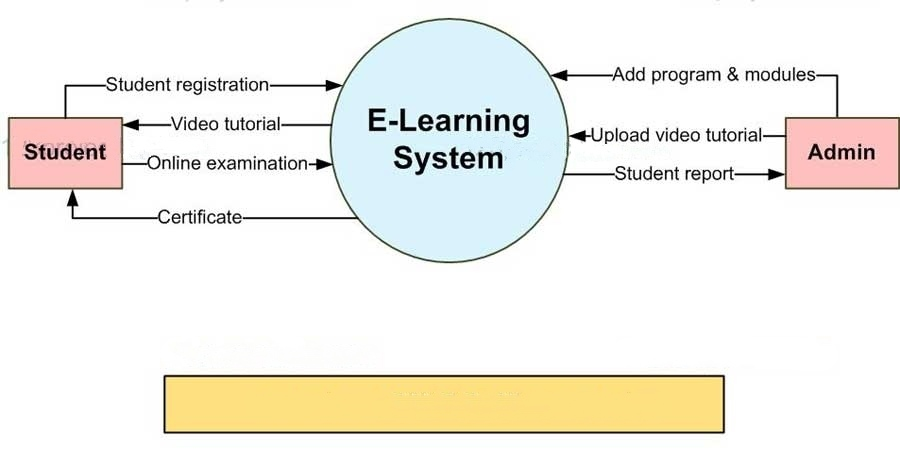 Student registration
Add program & modules
E-Learning
System
Video tutorial
Upload video tutorial
Student
Admin
Online examination
Student report
Certificate